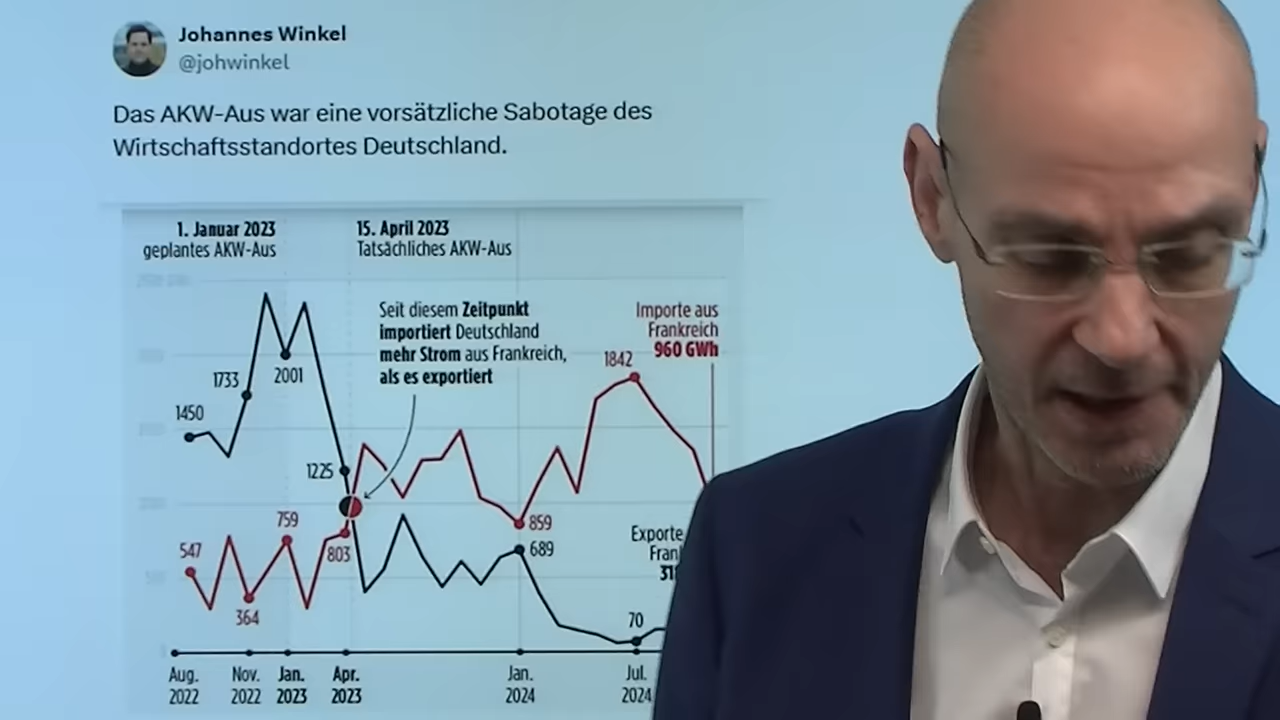 Johannes Winkel
@johwinkel
Das AKW-Aus war eine vorsätzliche Sabotage des
Wirtschaftsstandortes Deutschland.
1. Januar 2023
geplantes AKW-Aus
15. April 2023
Tatsächliches AKW-Aus
Seit diesem Zeitpunkt
importiert Deutschland
mehr Strom aus Frankreich,
als es exportiert
Importe aus
Frankreich
960 GWh
1842
1733
2001
1450
1225
759
547
803
364
859
689
Exporte
70
Aug.
2022
Nov.
2022
Jan.
2023
Apr.
2023
Jan.
2024
Jul.
2024